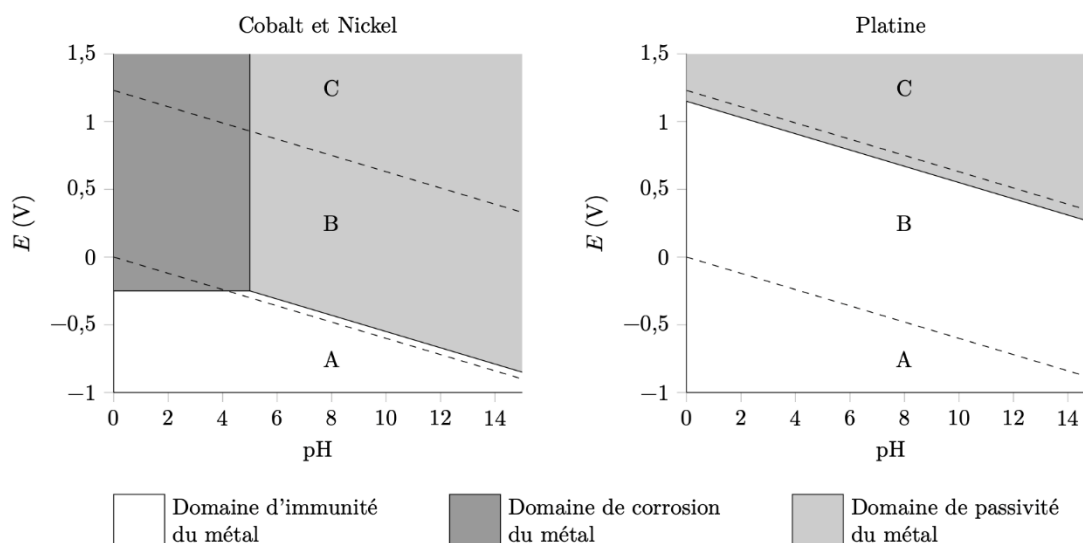 Cobalt et Nickel
1,5
1
0,5
0
−0,5
−1
E (V)
C
B
A
0 2 4 6 8 10 12 14
pH
Platine
1,5
1
0,5
0
−0,5
−1
E (V)
C
B
A
0 2 4 6 8 10 12 14
pH
Domaine d'immunité
du métal
Domaine de corrosion
du métal
Domaine de passivité
du métal